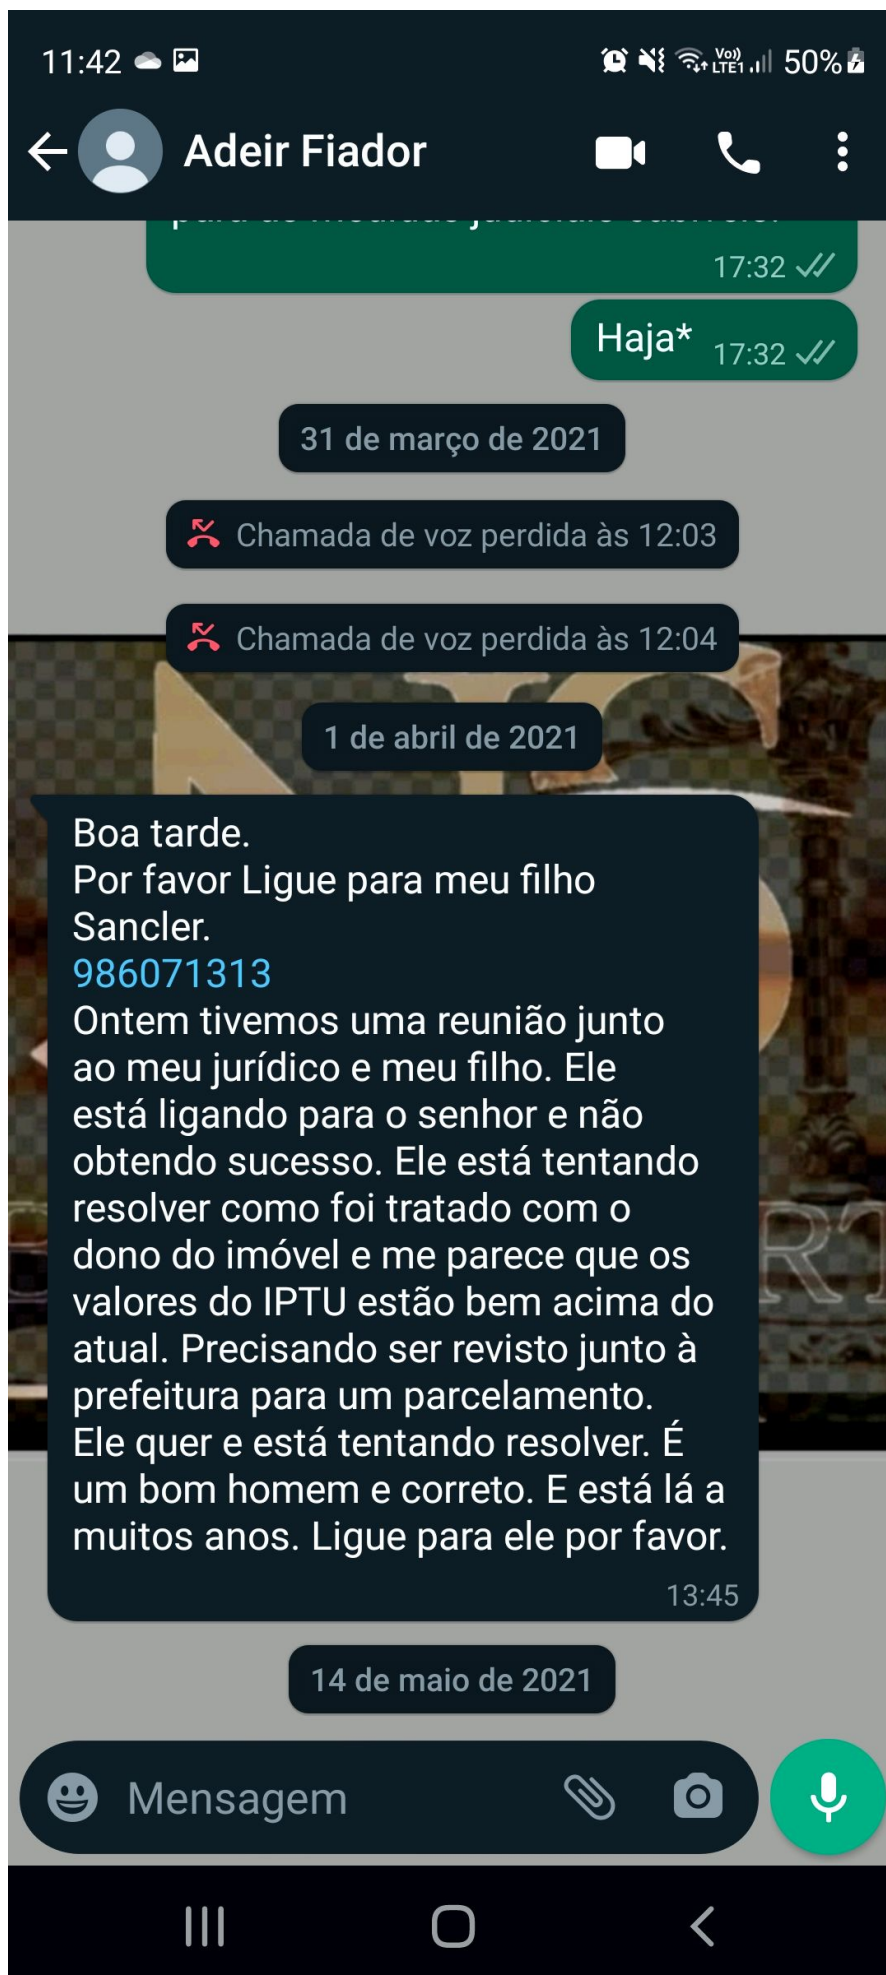 11:42
Vo))
LTE1
50%
Adeir Fiador
17:32
Haja*
17:32
31 de março de 2021
Chamada de voz perdida às 12:03
Chamada de voz perdida às 12:04
1 de abril de 2021
Boa tarde.
Por favor Ligue para meu filho
Sancler.
986071313
Ontem tivemos uma reunião junto
ao meu jurídico e meu filho. Ele
está ligando para o senhor e não
obtendo sucesso. Ele está tentando
resolver como foi tratado com o
dono do imóvel e me parece que os
valores do IPTU estão bem acima do
atual. Precisando ser revisto junto à
prefeitura para um parcelamento.
Ele quer e está tentando resolver. É
um bom homem e correto. E está lá a
muitos anos. Ligue para ele por favor.
13:45
14 de maio de 2021
Mensagem